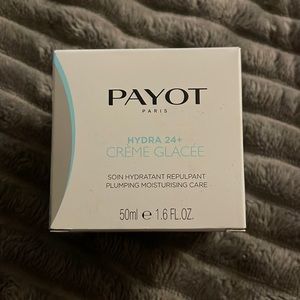 PAYOT
PARIS
HYDRA 24+
CRÈME GLACÉE
SOIN HYDRATANT REPULPANT
PLUMPING MOISTURISING CARE
50ml e 1.6 FL.OZ.